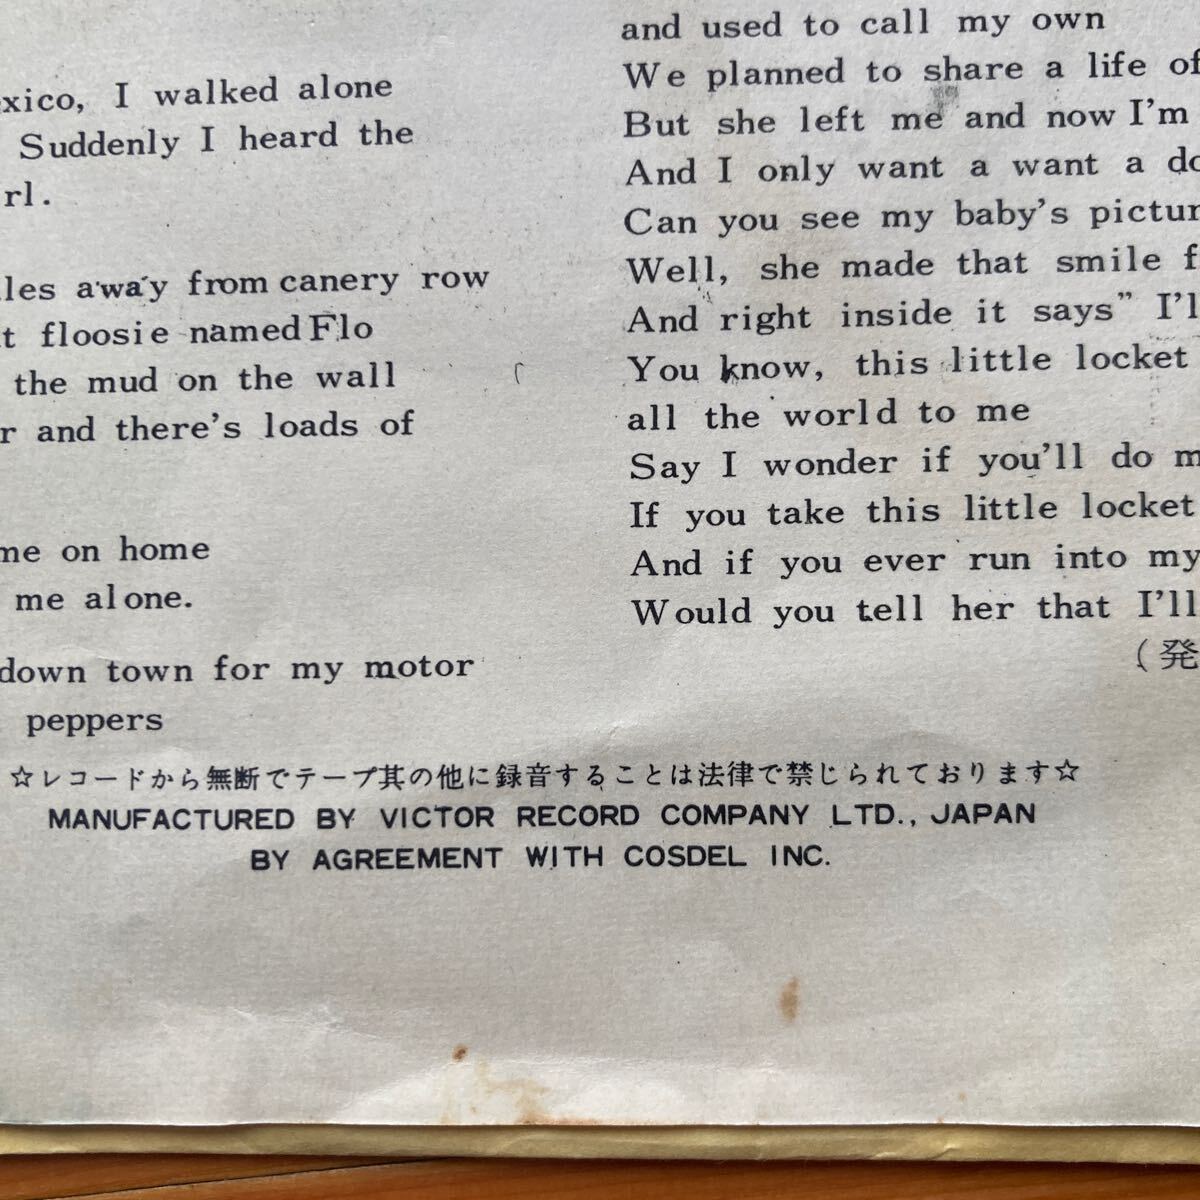 xico, I walked alone
Suddenly I heard the
rl.
les away from canery row
t floosie named Flo
the mud on the wall
r and there's loads of
me on home
me alone.
down town for my motor
peppers
and used to call my own
We planned to share a life of
But she left me and now I'm
And I only want a want a do
Can you see my baby's pictur
Well, she made that smile f
And right inside it says” I'l
You know, this little locket
all the world to me
Say I wonder if you'll do m
If you take this little locket
And if you ever run into my
Would you tell her that I'll
(発
☆レコードから無断でテープ其の他に録音することは法律で禁じられております☆
MANUFACTURED BY VICTOR RECORD COMPANY LTD., JAPAN
BY AGREEMENT WITH COSDEL INC.